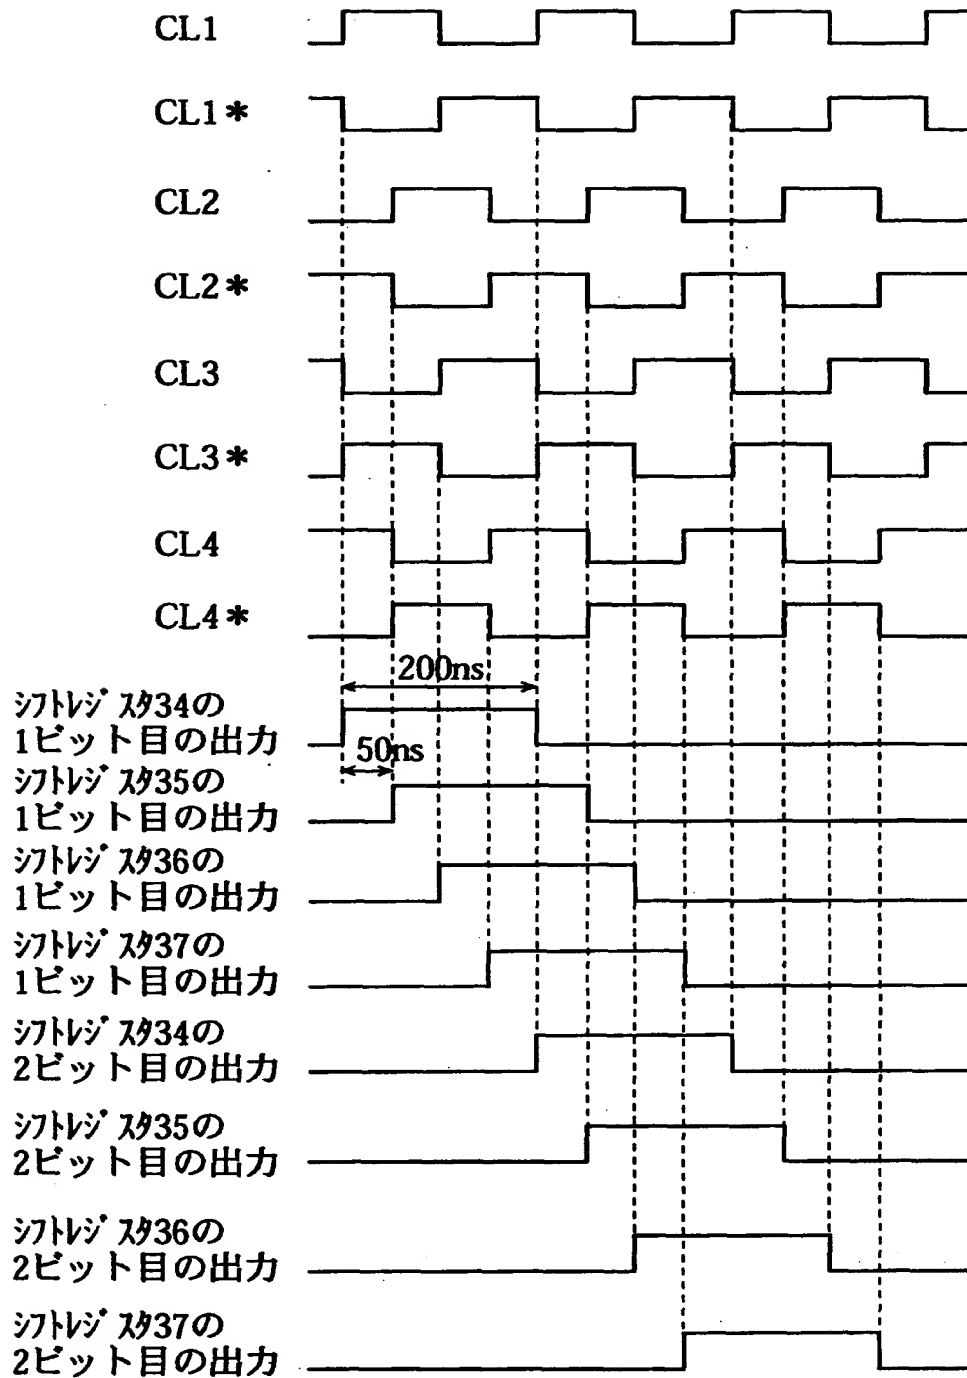 CL1
CL1*
CL2
CL2*
CL3
CL3*
CL4
CL4*
200ns
ｼﾌﾄﾚｼﾞｽﾀ34の
1ビット目の出力
50ns
ｼﾌﾄﾚｼﾞｽﾀ35の
1ビット目の出力
ｼﾌﾄﾚｼﾞｽﾀ36の
1ビット目の出力
ｼﾌﾄﾚｼﾞｽﾀ37の
1ビット目の出力
ｼﾌﾄﾚｼﾞｽﾀ34の
2ビット目の出力
ｼﾌﾄﾚｼﾞｽﾀ35の
2ビット目の出力
ｼﾌﾄﾚｼﾞｽﾀ36の
2ビット目の出力
ｼﾌﾄﾚｼﾞｽﾀ37の
2ビット目の出力